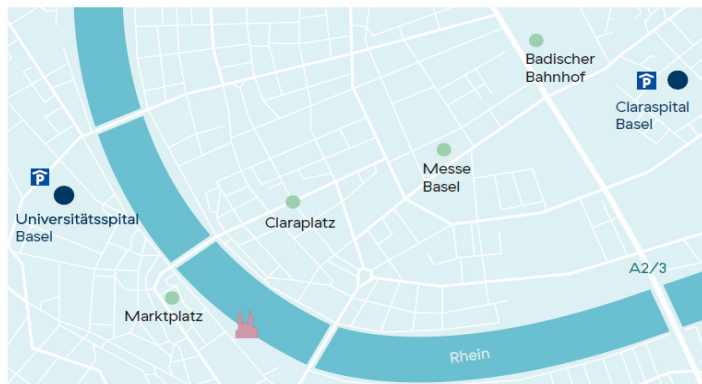 Badischer
Bahnhof
P
Claraspital
Basel
Messe
Basel
P
Universitätsspital
Basel
Claraplatz
A2/3
Marktplatz
Rhein